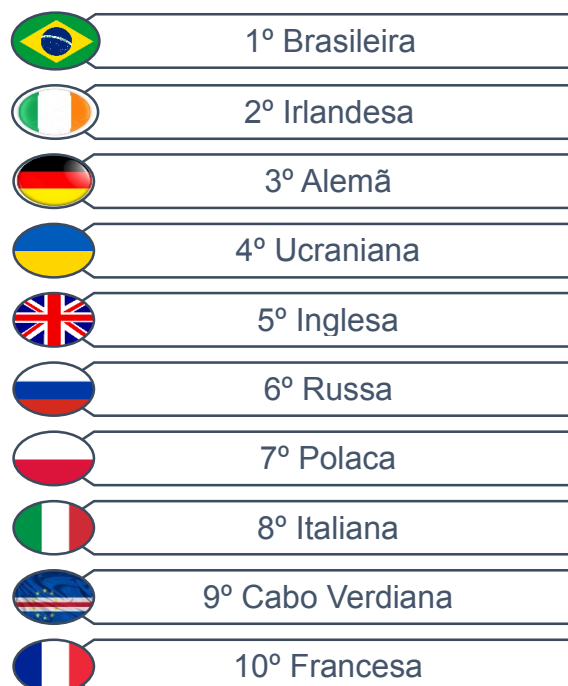 1º Brasileira
2º Irlandesa
3º Alemã
4º Ucraniana
5º Inglesa
6º Russa
7º Polaca
8º Italiana
9º Cabo Verdiana
10º Francesa